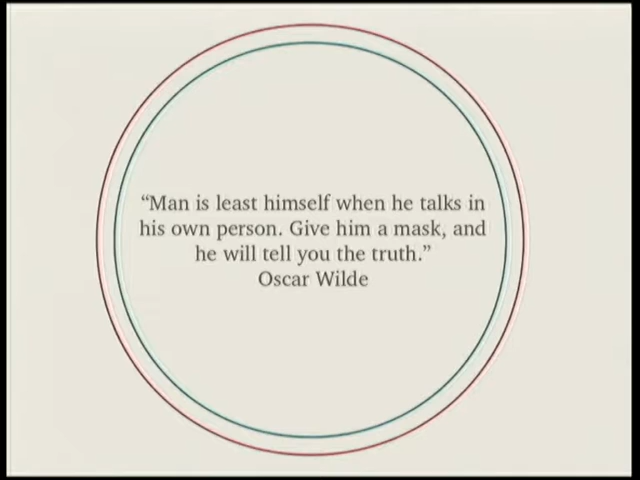 “Man is least himself when he talks in
his own person. Give him a mask, and
he will tell you the truth.”
Oscar Wilde